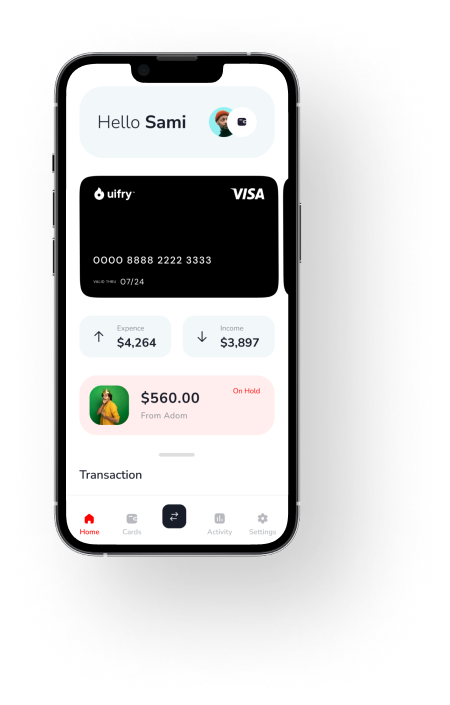 Hello Sami
uifry™
VISA
0000 8888 2222 3333
VALID THRU 07/24
Expence
$4,264
Income
$3,897
On Hold
$560.00
From Adom
Transaction
Home
Cards
Activity
Settings